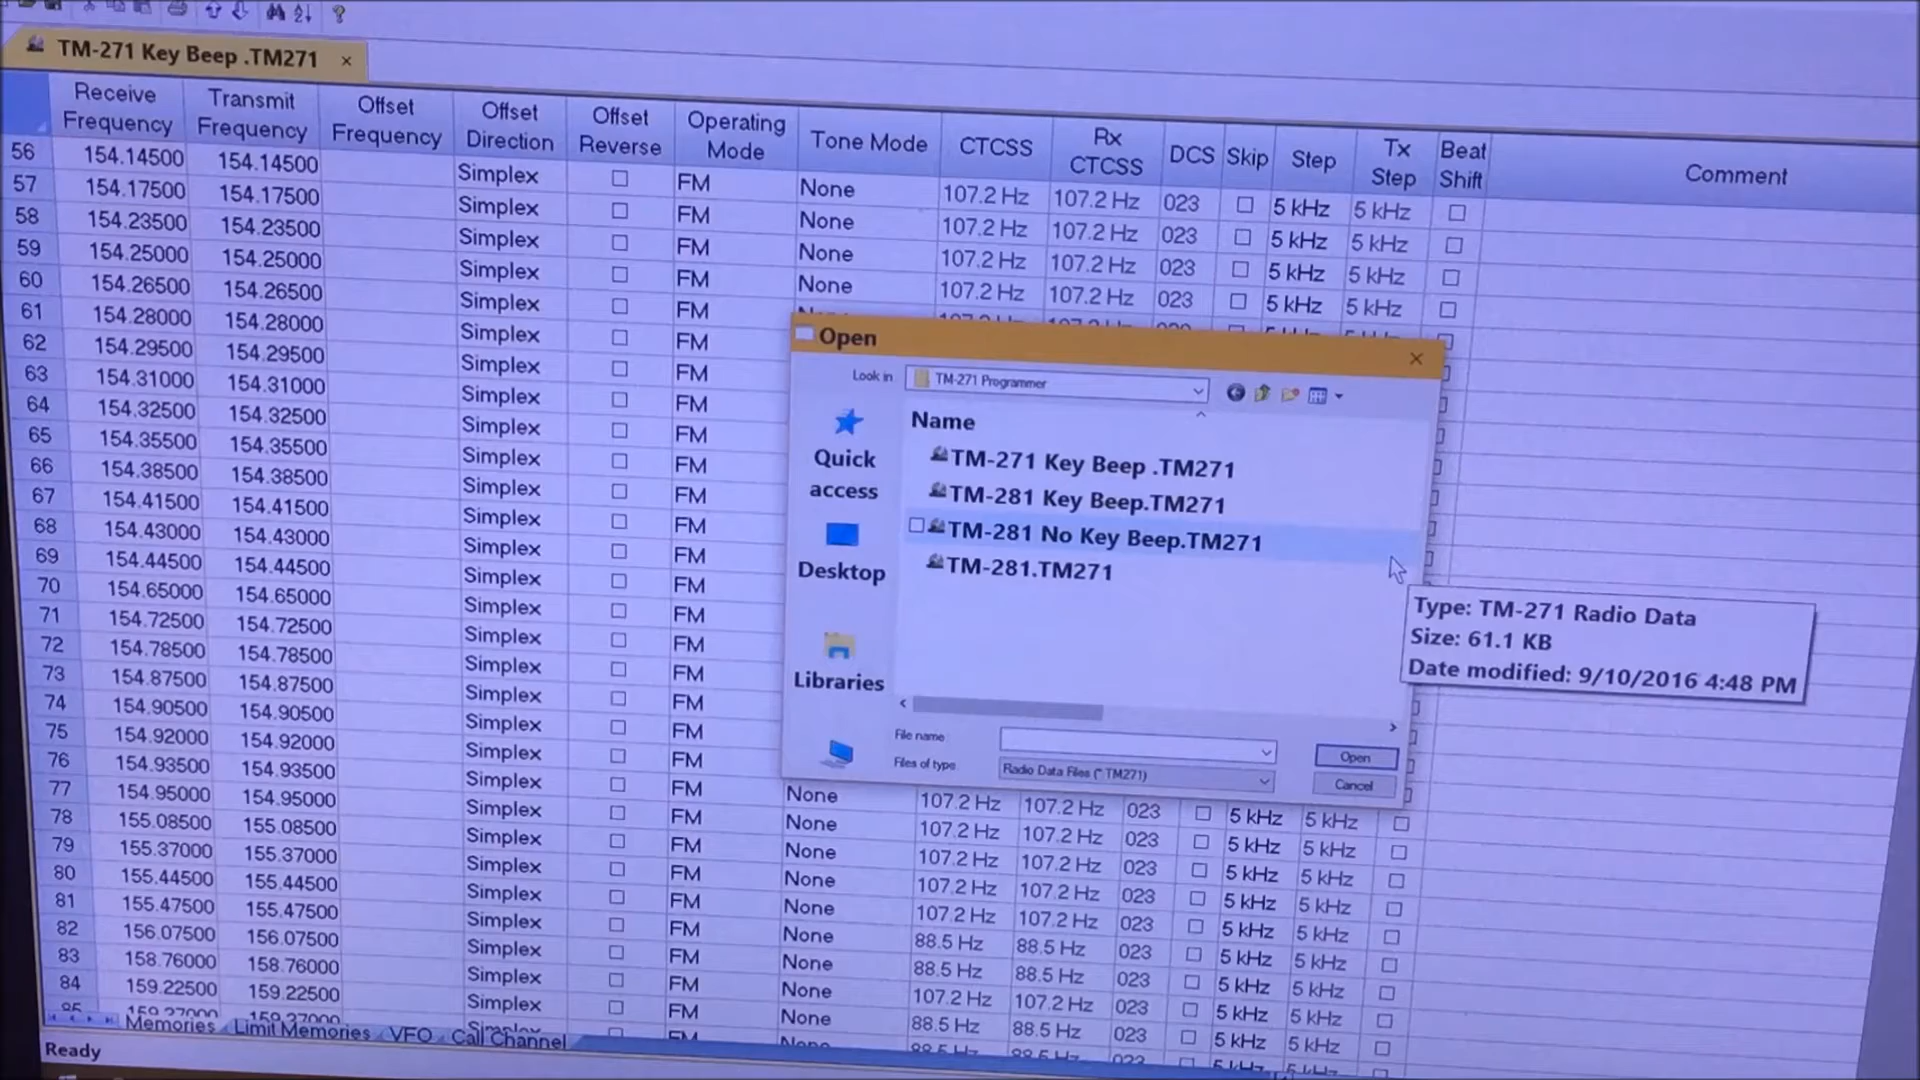 TM-271 Key Beep .TM271 ×
Receive Frequency Transmit Frequency Offset Frequency Offset Direction Offset Reverse Operating Mode Tone Mode CTCSS Rx CTCSS DCS Skip Step Tx Step Beat Shift Comment
56 154.14500 154.14500 Simplex FM None 107.2 Hz 107.2 Hz 023 5 kHz 5 kHz
57 154.17500 154.17500 Simplex FM None 107.2 Hz 107.2 Hz 023 5 kHz 5 kHz
58 154.23500 154.23500 Simplex FM None 107.2 Hz 107.2 Hz 023 5 kHz 5 kHz
59 154.25000 154.25000 Simplex FM None 107.2 Hz 107.2 Hz 023 5 kHz 5 kHz
60 154.26500 154.26500 Simplex FM
61 154.28000 154.28000 Simplex FM
62 154.29500 154.29500 Simplex FM
63 154.31000 154.31000 Simplex FM
64 154.32500 154.32500 Simplex FM
65 154.35500 154.35500 Simplex FM
66 154.38500 154.38500 Simplex FM
67 154.41500 154.41500 Simplex FM
68 154.43000 154.43000 Simplex FM
69 154.44500 154.44500 Simplex FM
70 154.65000 154.65000 Simplex FM
71 154.72500 154.72500 Simplex FM
72 154.78500 154.78500 Simplex FM
73 154.87500 154.87500 Simplex FM
74 154.90500 154.90500 Simplex FM
75 154.92000 154.92000 Simplex FM
76 154.93500 154.93500 Simplex FM None 107.2 Hz 107.2 Hz 023 5 kHz 5 kHz
77 154.95000 154.95000 Simplex FM None 107.2 Hz 107.2 Hz 023 5 kHz 5 kHz
78 155.08500 155.08500 Simplex FM None 107.2 Hz 107.2 Hz 023 5 kHz 5 kHz
79 155.37000 155.37000 Simplex FM None 107.2 Hz 107.2 Hz 023 5 kHz 5 kHz
80 155.44500 155.44500 Simplex FM None 107.2 Hz 107.2 Hz 023 5 kHz 5 kHz
81 155.47500 155.47500 Simplex FM None 88.5 Hz 88.5 Hz 023 5 kHz 5 kHz
82 156.07500 156.07500 Simplex FM None 88.5 Hz 88.5 Hz 023 5 kHz 5 kHz
83 158.76000 158.76000 Simplex FM None 107.2 Hz 107.2 Hz 023 5 kHz 5 kHz
84 159.22500 159.22500 Simplex FM None 88.5 Hz 88.5 Hz 023 5 kHz 5 kHz
Memories Limit Memories VFO Call Channel
Ready
Open ×
Look in TM-271 Programmer
Name
TM-271 Key Beep .TM271
TM-281 Key Beep.TM271
TM-281 No Key Beep.TM271
TM-281.TM271
Quick access
Desktop
Libraries
File name
Files of type Radio Data Files (*.TM271)
Open
Cancel
Type: TM-271 Radio Data
Size: 61.1 KB
Date modified: 9/10/2016 4:48 PM